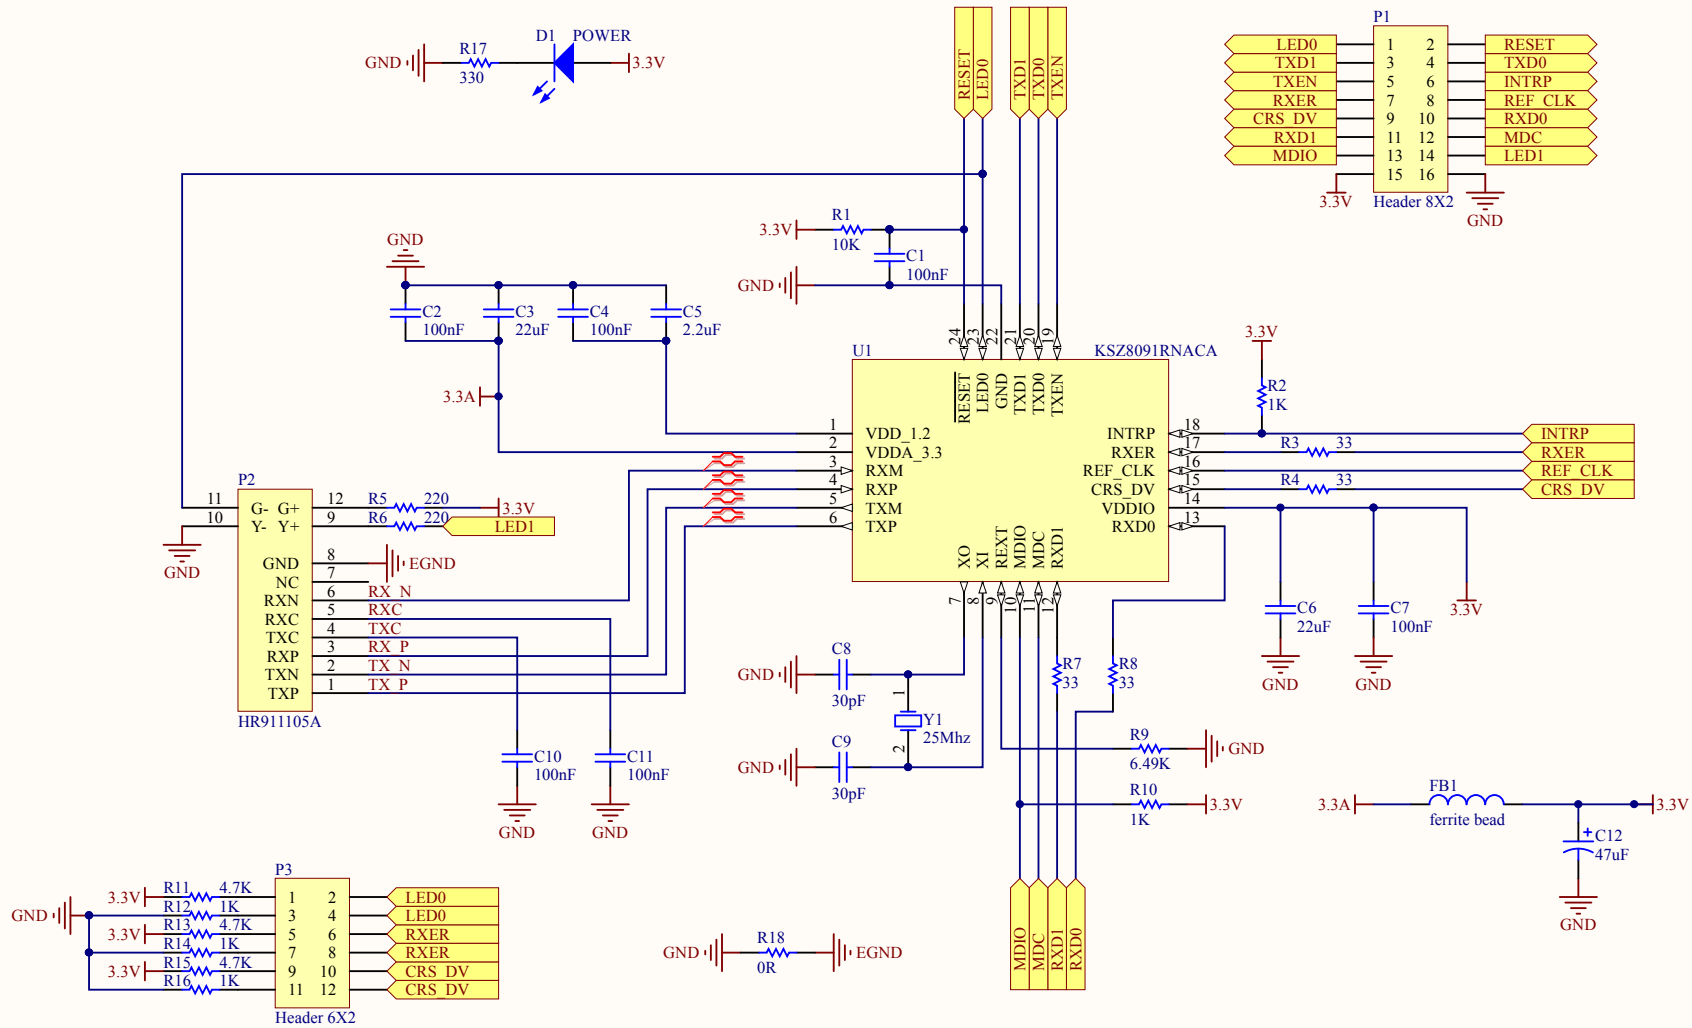 D1 POWER
GND R17 330 3.3V
RESET LED0 TXD1 TXD0 TXEN
P1
LED0 1 2 RESET
TXD1 3 4 TXD0
TXEN 5 6 INTRP
RXER 7 8 REF_CLK
CRS_DV 9 10 RXD0
RXD1 11 12 MDC
MDIO 13 14 LED1
15 16
3.3V Header 8X2 GND
3.3V R1 10K
C1 100nF
GND
GND
C2 100nF
C3 22uF
C4 100nF
C5 2.2uF
3.3A
U1 KSZ8091RNACA
24 23 22 21 20 19
RESET LED0 GND TXD1 TXD0 TXEN
1 VDD_1.2
2 VDDA_3.3
3 RXM
4 RXP
5 TXM
6 TXP
INTRP 18
RXER 17
REF_CLK 16
CRS_DV 15
VDDIO 14
RXD0 13
XO XI REXT MDIO MDC RXD1
7 8 9 10 11 12
3.3V
R2 1K
INTRP
R3 33 RXER
REF_CLK
R4 33 CRS_DV
C6 22uF
C7 100nF
3.3V
GND GND
P2
11 G- G+ 12 R5 220 3.3V
10 Y- Y+ 9 R6 220 LED1
GND
GND 8 EGND
NC 7
RXN 6 RX_N
RXC 5 RXC
TXC 4 TXC
RXP 3 RX_P
TXN 2 TX_N
TXP 1 TX_P
HR911105A
C10 100nF
C11 100nF
GND GND
GND C8 30pF
1
Y1 25Mhz
2
GND C9 30pF
R7 33
R8 33
R9 6.49K GND
R10 1K 3.3V
MDIO MDC RXD1 RXD0
3.3A FB1 ferrite bead 3.3V
C12 47uF
+
GND
P3
3.3V R11 4.7K 1 2 LED0
GND R12 1K 3 4 LED0
3.3V R13 4.7K 5 6 RXER
R14 1K 7 8 RXER
3.3V R15 4.7K 9 10 CRS_DV
R16 1K 11 12 CRS_DV
Header 6X2
GND R18 0R EGND